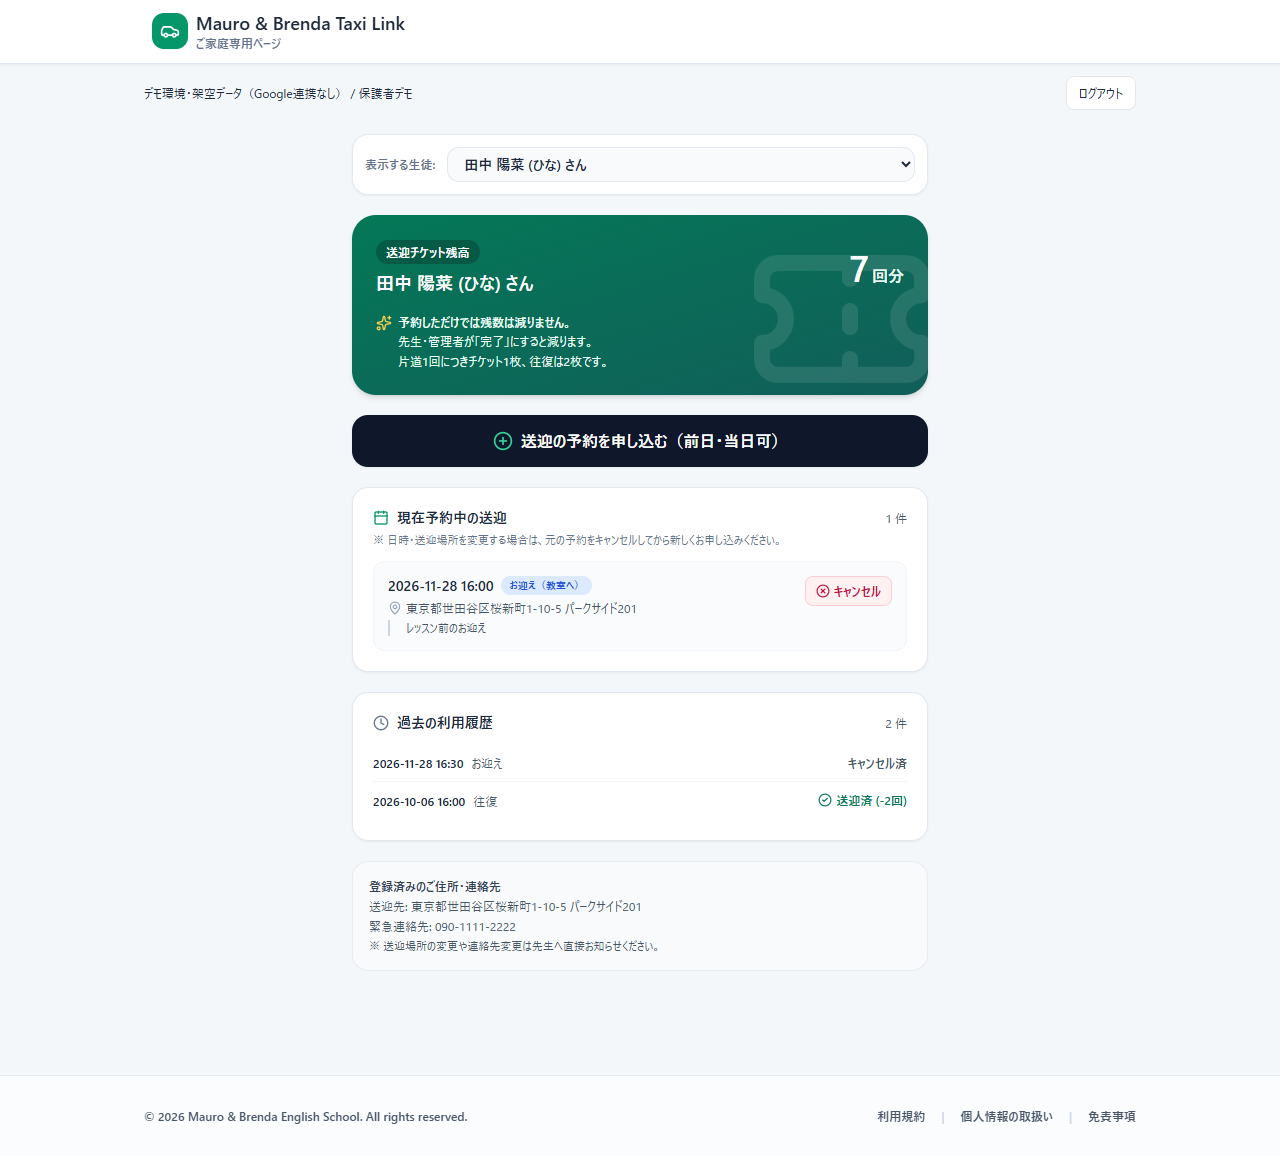 Mauro & Brenda Taxi Link
ご家庭専用ページ
デモ環境・架空データ（Google連携なし） / 保護者デモ
ログアウト
表示する生徒:
田中 陽菜 (ひな) さん
送迎チケット残高
田中 陽菜 (ひな) さん
7 回分
予約しただけでは残数は減りません。
先生・管理者が「完了」にすると減ります。
片道1回につきチケット1枚、往復は2枚です。
送迎の予約を申し込む（前日・当日可）
現在予約中の送迎
1 件
※ 日時・送迎場所を変更する場合は、元の予約をキャンセルしてから新しくお申し込みください。
2026-11-28 16:00 お迎え（教室へ）
キャンセル
東京都世田谷区桜新町1-10-5 パークサイド201
レッスン前のお迎え
過去の利用履歴
2 件
2026-11-28 16:30 お迎え
キャンセル済
2026-10-06 16:00 往復
送迎済 (-2回)
登録済みのご住所・連絡先
送迎先: 東京都世田谷区桜新町1-10-5 パークサイド201
緊急連絡先: 090-1111-2222
※ 送迎場所の変更や連絡先変更は先生へ直接お知らせください。
© 2026 Mauro & Brenda English School. All rights reserved.
利用規約 | 個人情報の取扱い | 免責事項